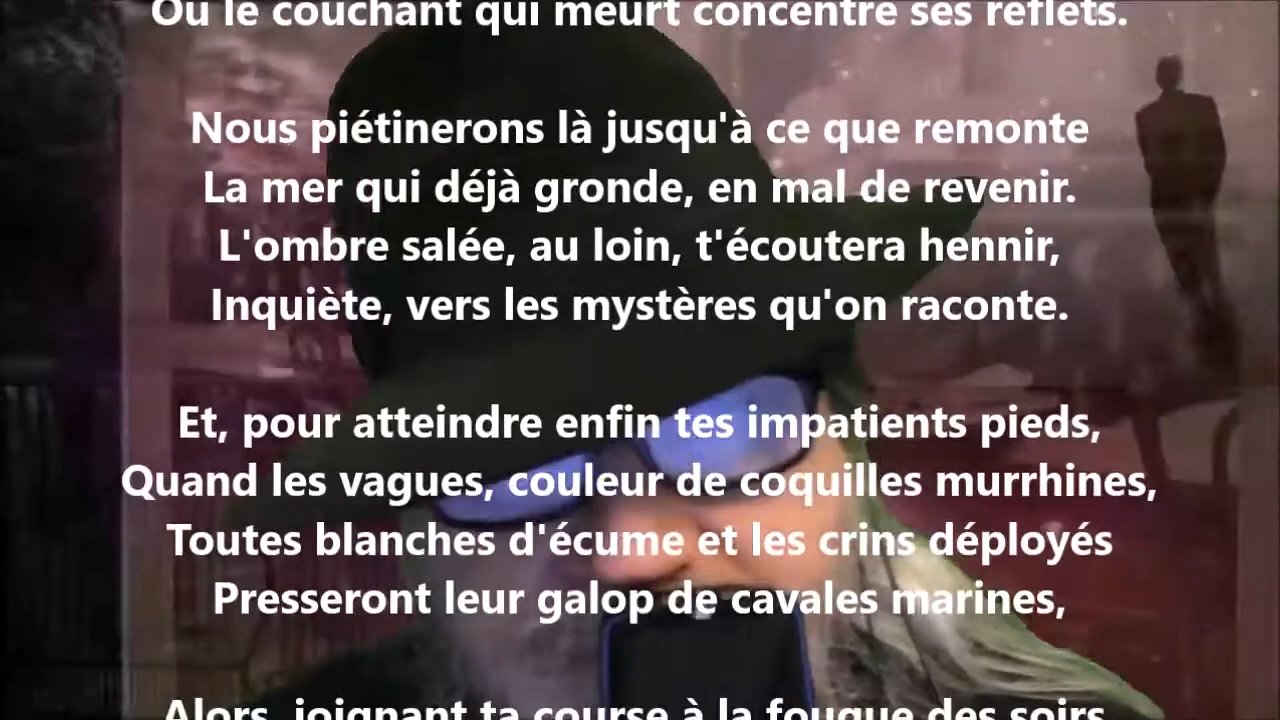 Où le couchant qui meurt concentre ses reflets.
Nous piétinerons là jusqu'à ce que remonte
La mer qui déjà gronde, en mal de revenir.
L'ombre salée, au loin, t'écoutera hennir,
Inquiète, vers les mystères qu'on raconte.
Et, pour atteindre enfin tes impatients pieds,
Quand les vagues, couleur de coquilles murrhines,
Toutes blanches d'écume et les crins déployés
Presseront leur galop de cavales marines,
Alors, joignant ta course à la fougue des soirs